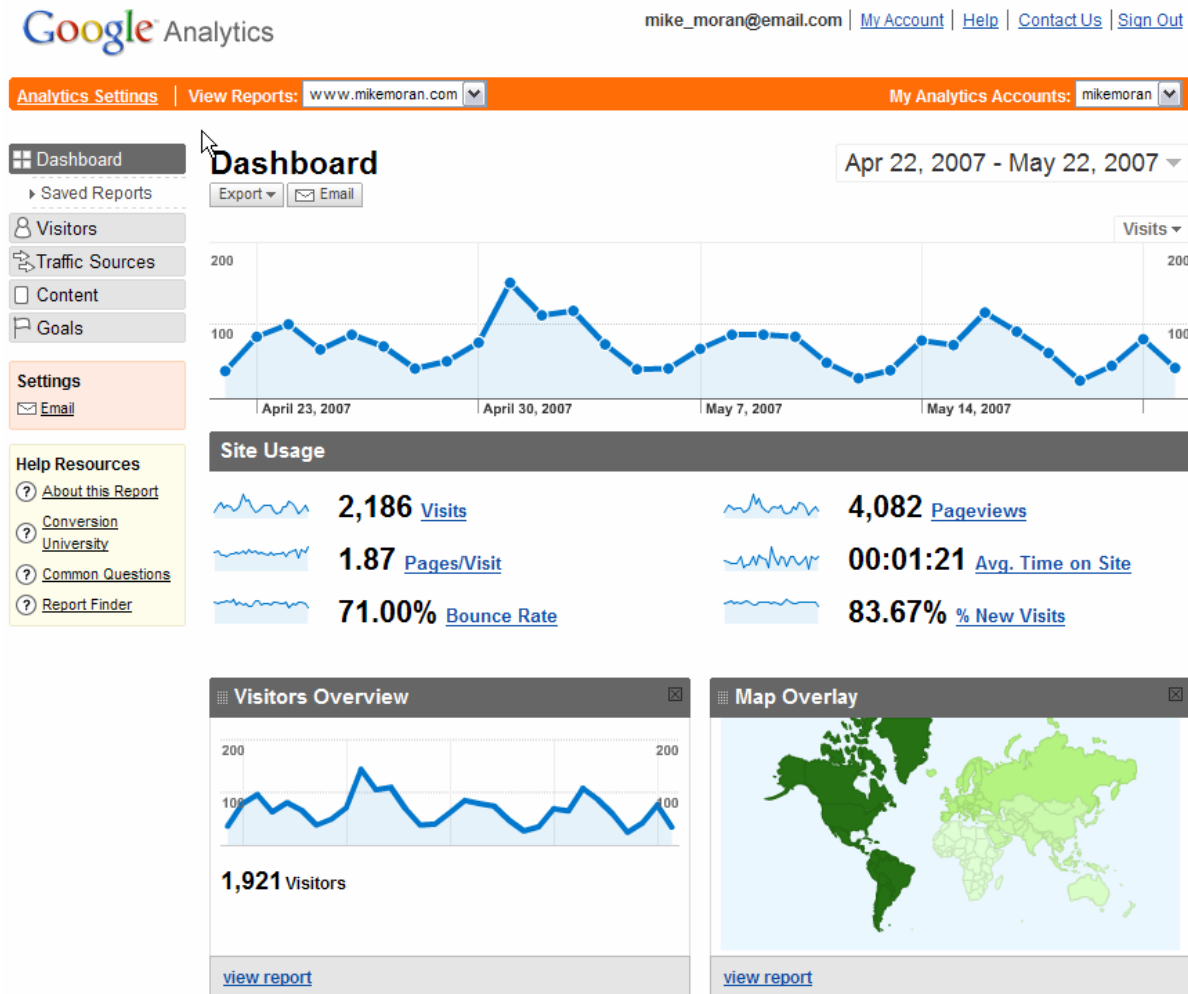 Google Analytics
mike_moran@email.com | My Account | Help | Contact Us | Sign Out
Analytics Settings | View Reports: www.mikemoran.com
My Analytics Accounts: mikemoran
Dashboard
Saved Reports
Visitors
Traffic Sources
Content
Goals
Settings
Email
Help Resources
About this Report
Conversion
University
Common Questions
Report Finder
Dashboard
Apr 22, 2007 - May 22, 2007
Export
Email
Visits
200
200
100
100
April 23, 2007
April 30, 2007
May 7, 2007
May 14, 2007
Site Usage
2,186 Visits
4,082 Pageviews
1.87 Pages/Visit
00:01:21 Avg. Time on Site
71.00% Bounce Rate
83.67% % New Visits
Visitors Overview
200
200
100
100
1,921 Visitors
view report
Map Overlay
view report